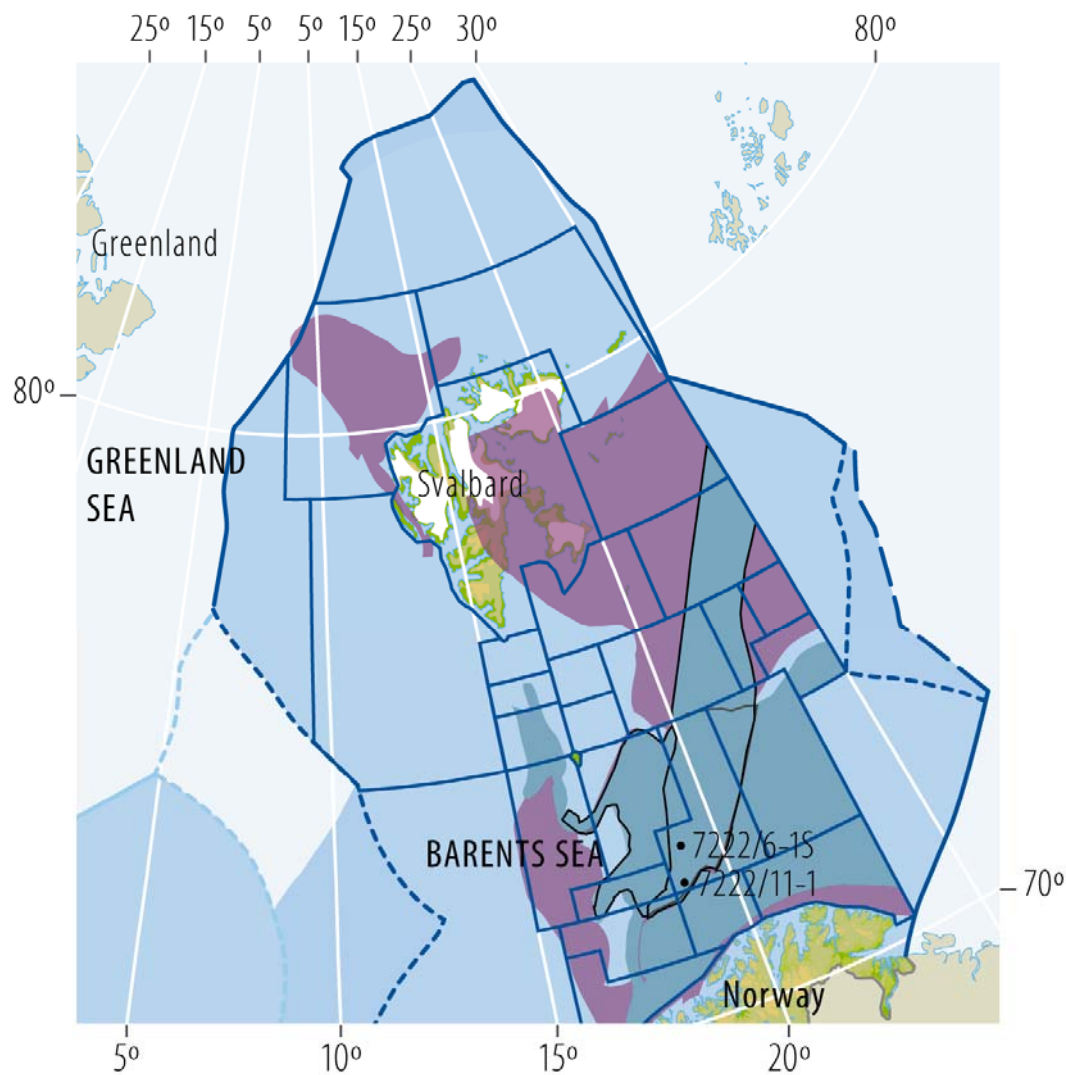 25º 15º 5º 5º 15º 25º 30º 80º
Greenland
80º
GREENLAND
SEA
Svalbard
BARENTS SEA
7222/6-1S
7222/11-1
70º
Norway
5º 10º 15º 20º